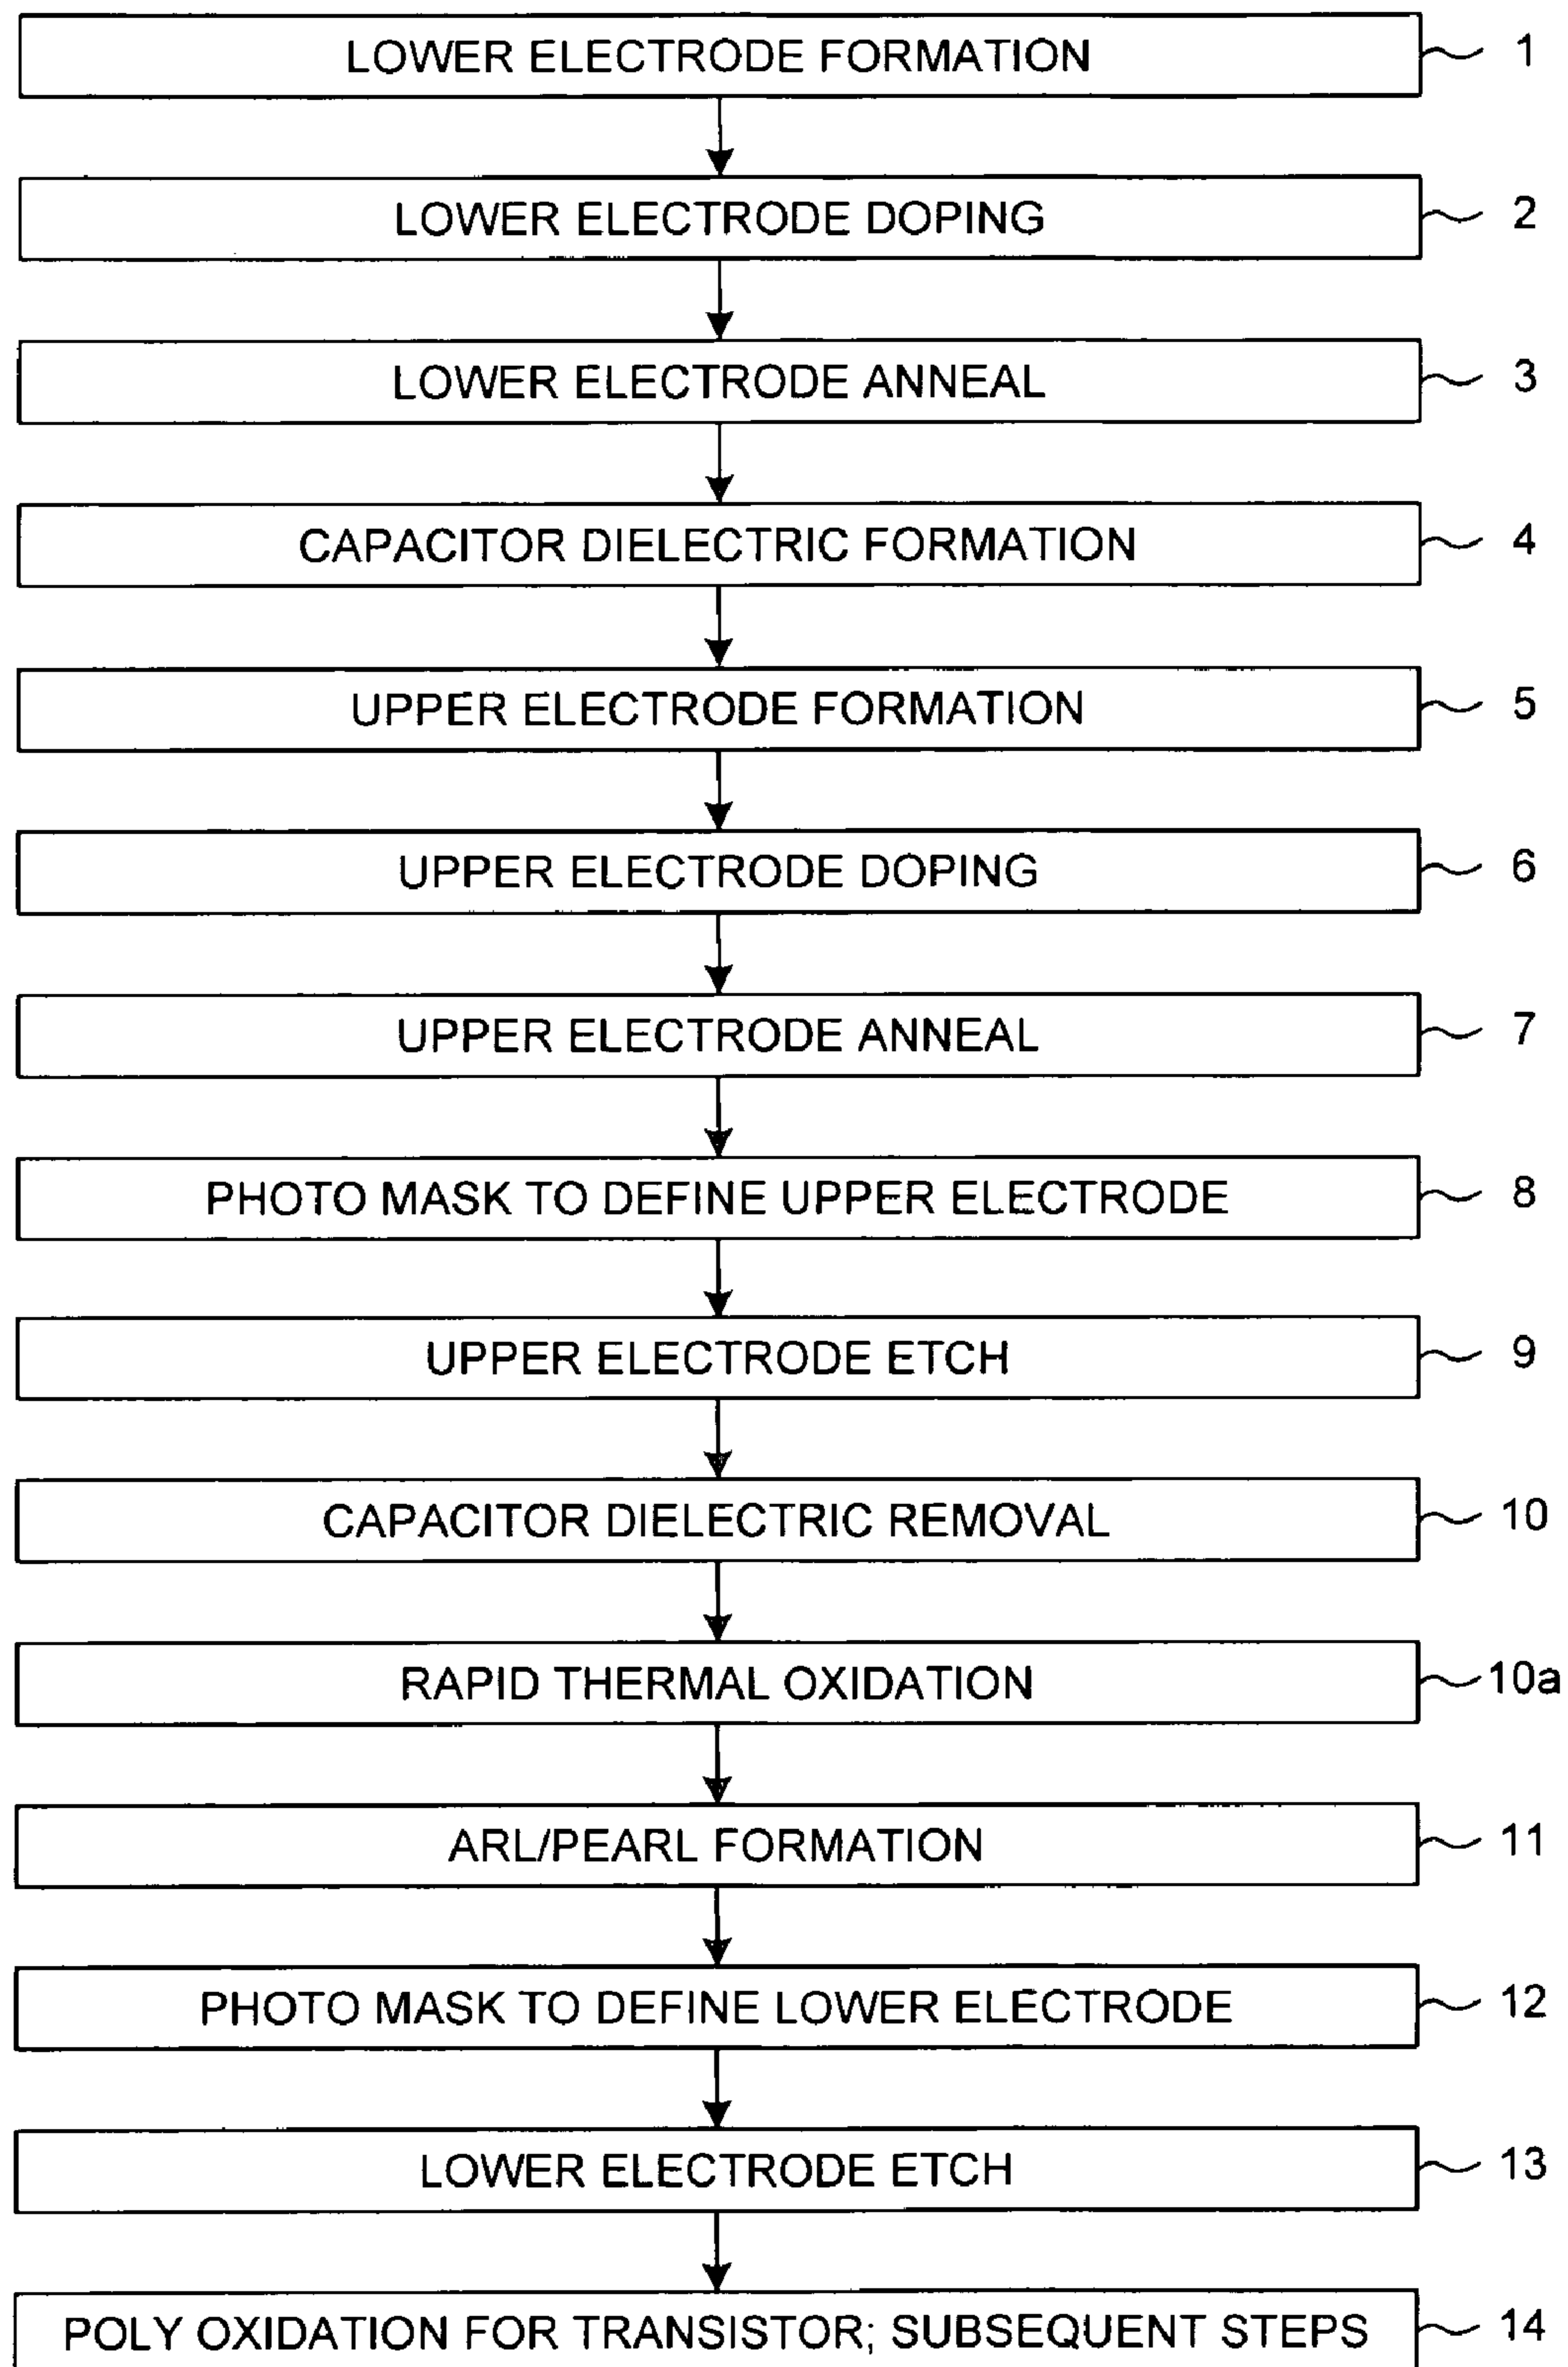 LOWER ELECTRODE FORMATION 1
LOWER ELECTRODE DOPING 2
LOWER ELECTRODE ANNEAL 3
CAPACITOR DIELECTRIC FORMATION 4
UPPER ELECTRODE FORMATION 5
UPPER ELECTRODE DOPING 6
UPPER ELECTRODE ANNEAL 7
PHOTO MASK TO DEFINE UPPER ELECTRODE 8
UPPER ELECTRODE ETCH 9
CAPACITOR DIELECTRIC REMOVAL 10
RAPID THERMAL OXIDATION 10a
ARL/PEARL FORMATION 11
PHOTO MASK TO DEFINE LOWER ELECTRODE 12
LOWER ELECTRODE ETCH 13
POLY OXIDATION FOR TRANSISTOR; SUBSEQUENT STEPS 14